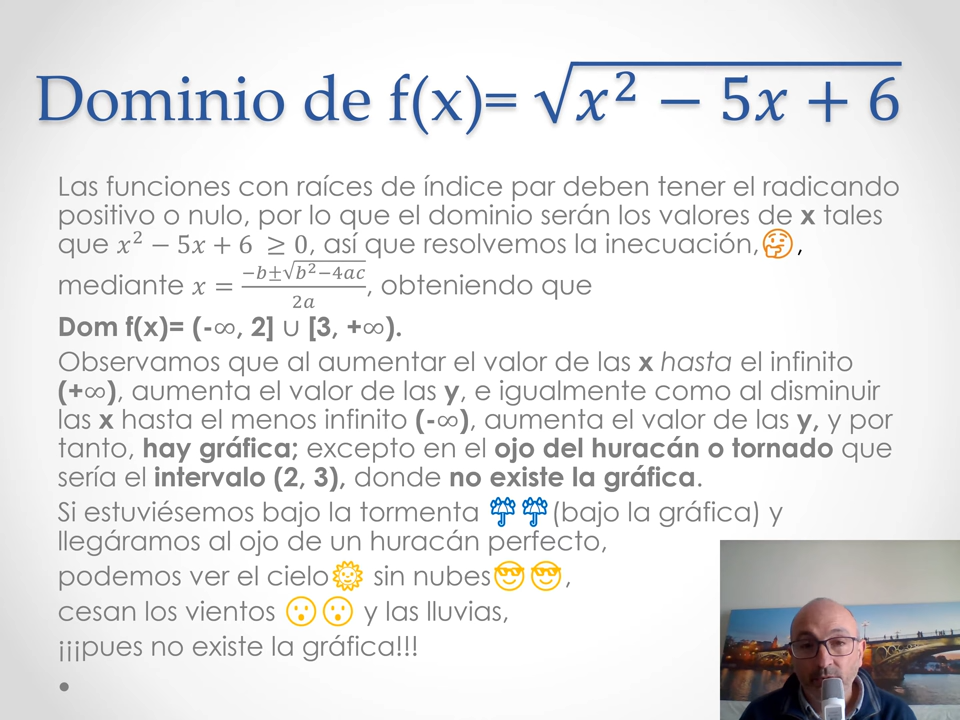 Dominio de f(x)= √x² − 5x + 6
Las funciones con raíces de índice par deben tener el radicando
positivo o nulo, por lo que el dominio serán los valores de x tales
que x² − 5x + 6 ≥ 0, así que resolvemos la inecuación,🤔,
mediante x = −b±√b²−4ac / 2a, obteniendo que
Dom f(x)= (-∞, 2] ∪ [3, +∞).
Observamos que al aumentar el valor de las x hasta el infinito
(+∞), aumenta el valor de las y, e igualmente como al disminuir
las x hasta el menos infinito (-∞), aumenta el valor de las y, y por
tanto, hay gráfica; excepto en el ojo del huracán o tornado que
sería el intervalo (2, 3), donde no existe la gráfica.
Si estuviésemos bajo la tormenta ☔☔(bajo la gráfica) y
llegáramos al ojo de un huracán perfecto,
podemos ver el cielo🌞 sin nubes😎😎,
cesan los vientos 😮😮 y las lluvias,
¡¡¡pues no existe la gráfica!!!